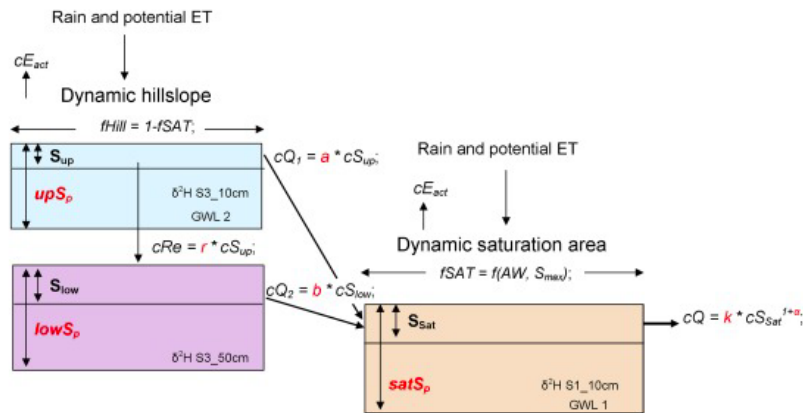 Rain and potential ET
cE_act
Dynamic hillslope
fHill = 1-fSAT;
S_up
upS_p
δ²H S3_10cm
GWL 2
cQ₁ = a * cS_up;
cRe = r * cS_up;
S_low
lowS_p
δ²H S3_50cm
cQ₂ = b * cS_low;
Rain and potential ET
cE_act
Dynamic saturation area
fSAT = f(AW, S_max);
S_Sat
satS_p
δ²H S1_10cm
GWL 1
cQ = k * cS_Sat^1+α;